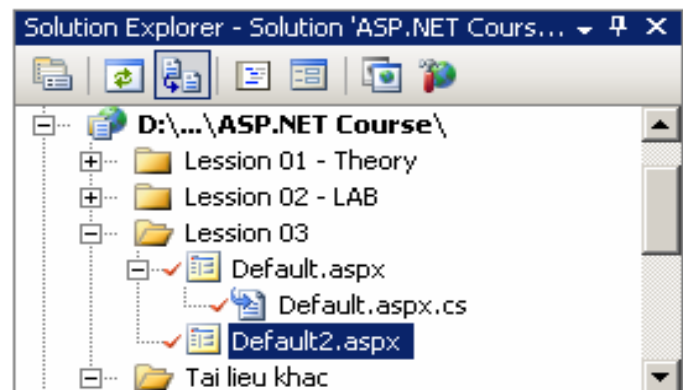 Solution Explorer - Solution 'ASP.NET Cours...
D:\...\ASP.NET Course\
Lession 01 - Theory
Lession 02 - LAB
Lession 03
Default.aspx
Default.aspx.cs
Default2.aspx
Tai lieu khac